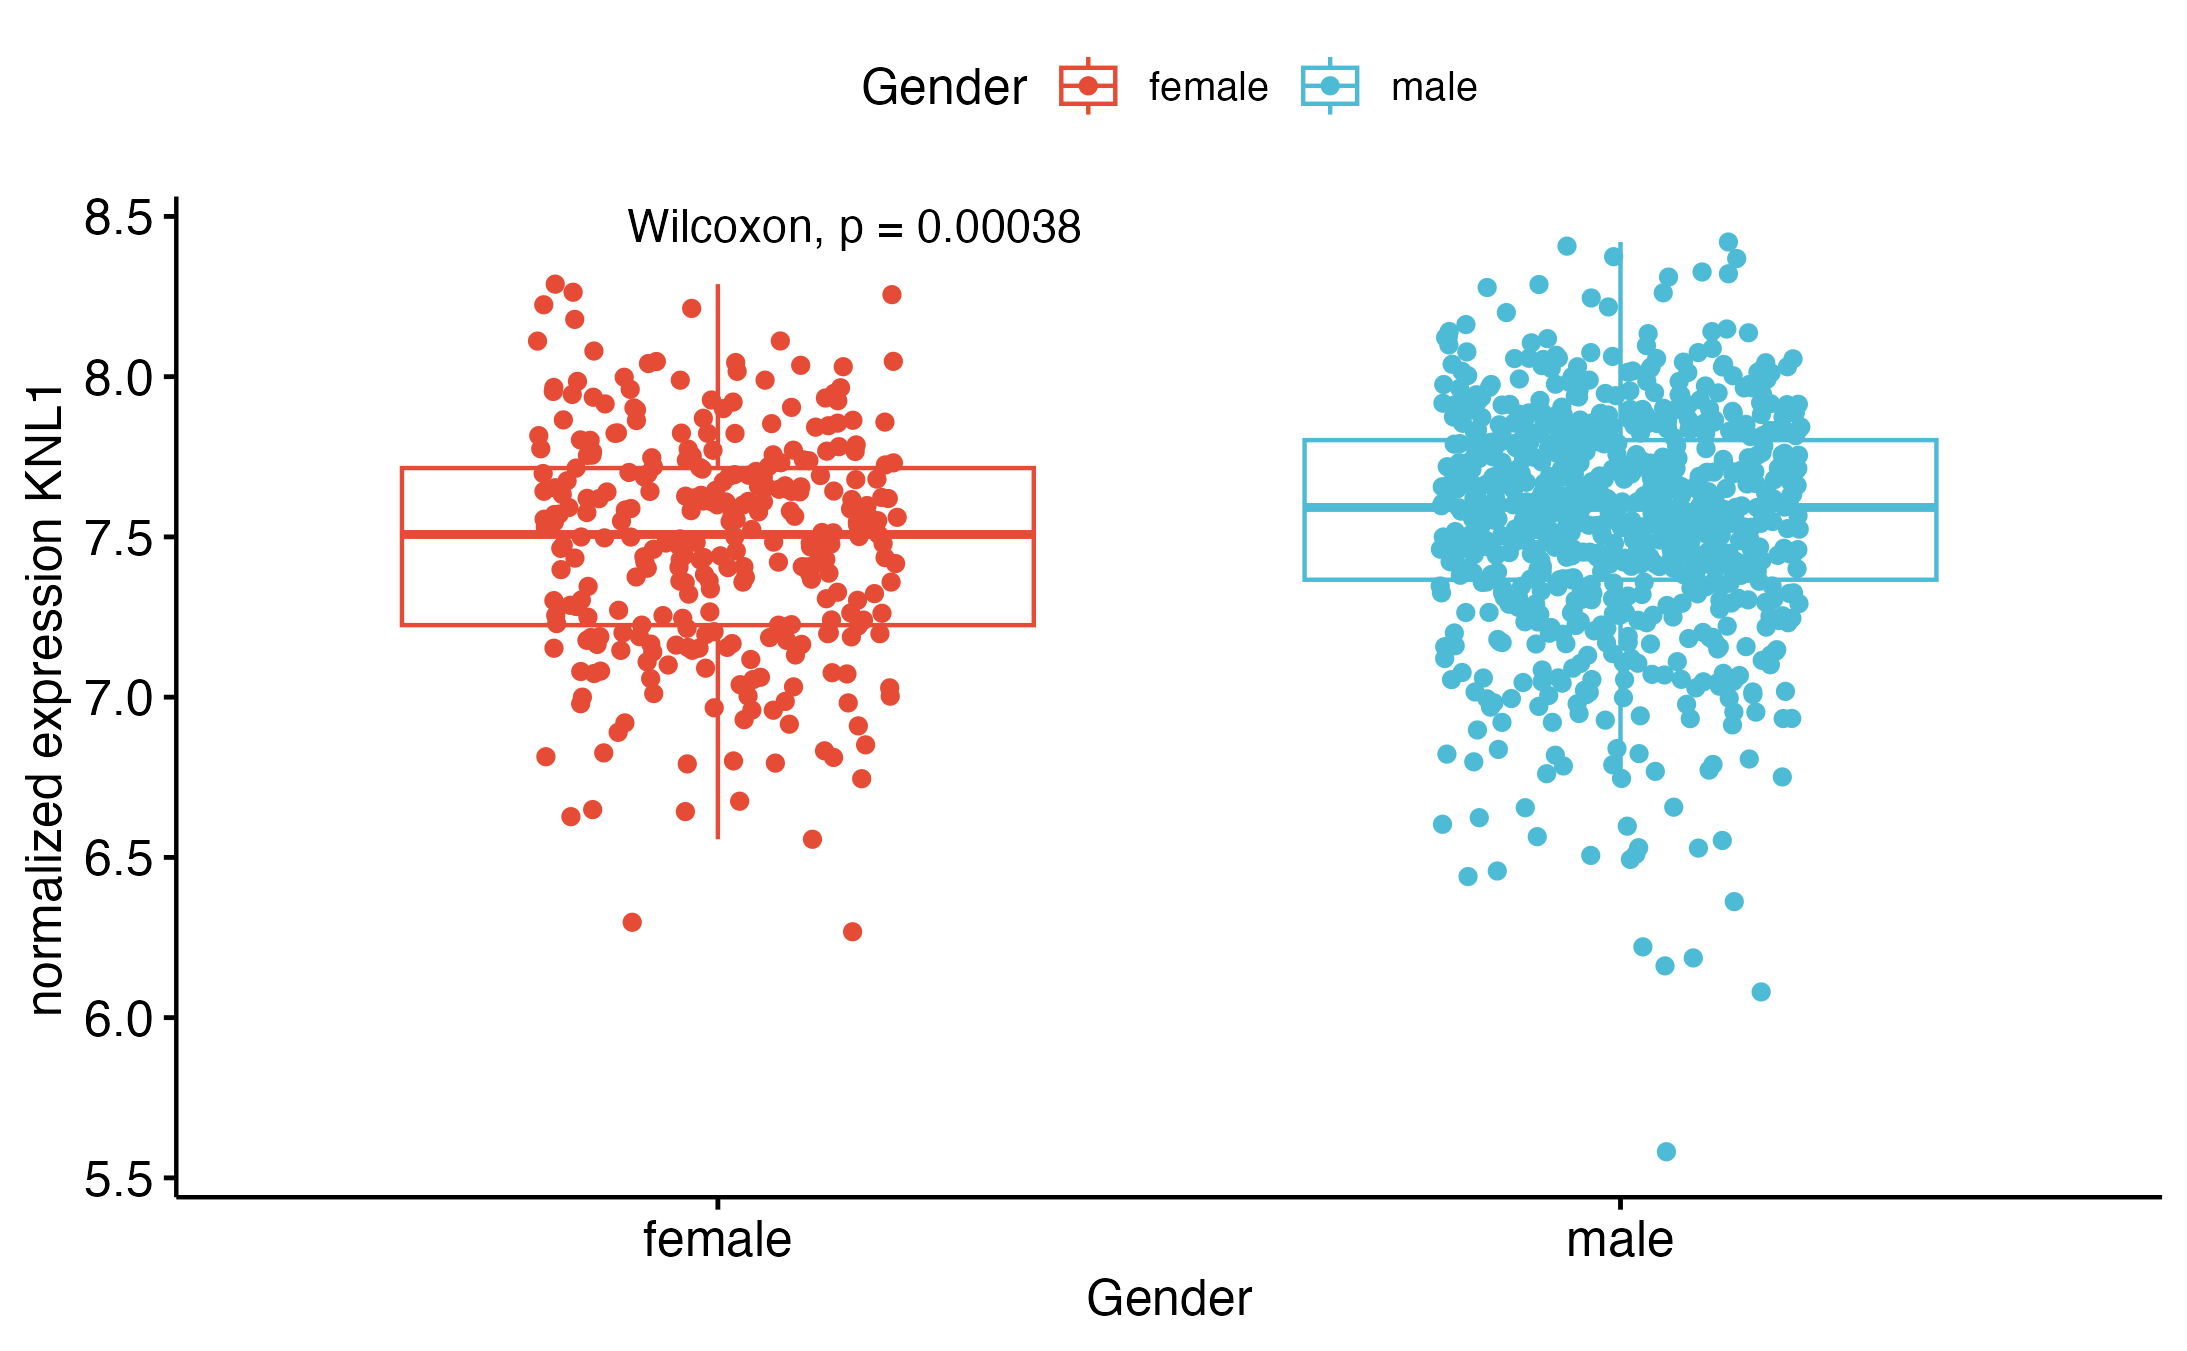 Gender female male
Wilcoxon, p = 0.00038
normalized expression KNL1
8.5
8.0
7.5
7.0
6.5
6.0
5.5
female male
Gender